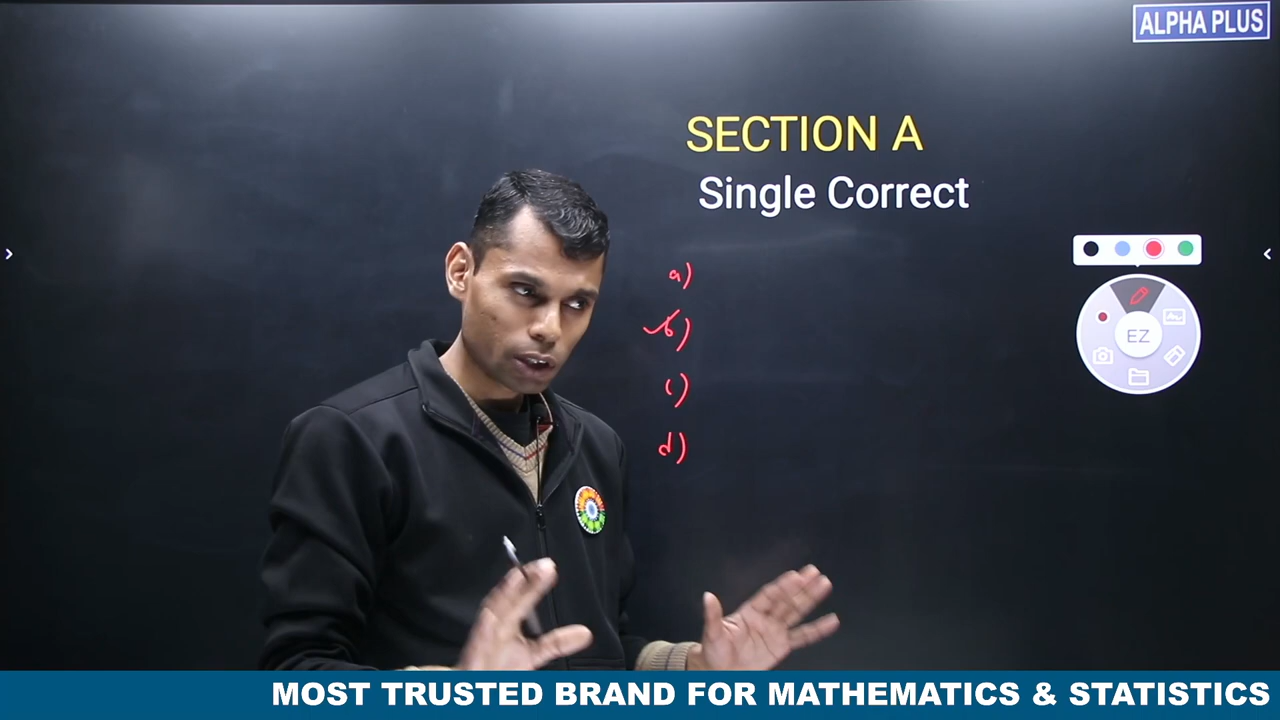 ALPHA PLUS
SECTION A
Single Correct
a)
b)
c)
d)
EZ
MOST TRUSTED BRAND FOR MATHEMATICS & STATISTICS